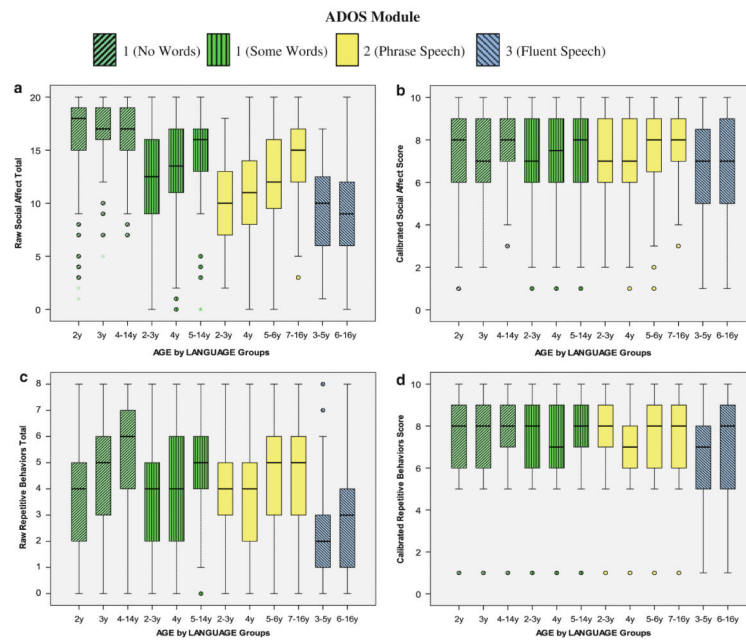 ADOS Module
1 (No Words) 1 (Some Words) 2 (Phrase Speech) 3 (Fluent Speech)
a
Raw Social Affect Total
20
15
10
5
0
2y 3y 4-14y 2-3y 4y 5-14y 2-3y 4y 5-6y 7-16y 3-5y 6-16y
AGE by LANGUAGE Groups
b
Calibrated Social Affect Score
10
8
6
4
2
0
2y 3y 4-14y 2-3y 4y 5-14y 2-3y 4y 5-6y 7-16y 3-5y 6-16y
AGE by LANGUAGE Groups
c
Raw Repetitive Behaviors Total
8
7
6
5
4
3
2
1
0
2y 3y 4-14y 2-3y 4y 5-14y 2-3y 4y 5-6y 7-16y 3-5y 6-16y
AGE by LANGUAGE Groups
d
Calibrated Repetitive Behaviors Score
10
8
6
4
2
0
2y 3y 4-14y 2-3y 4y 5-14y 2-3y 4y 5-6y 7-16y 3-5y 6-16y
AGE by LANGUAGE Groups